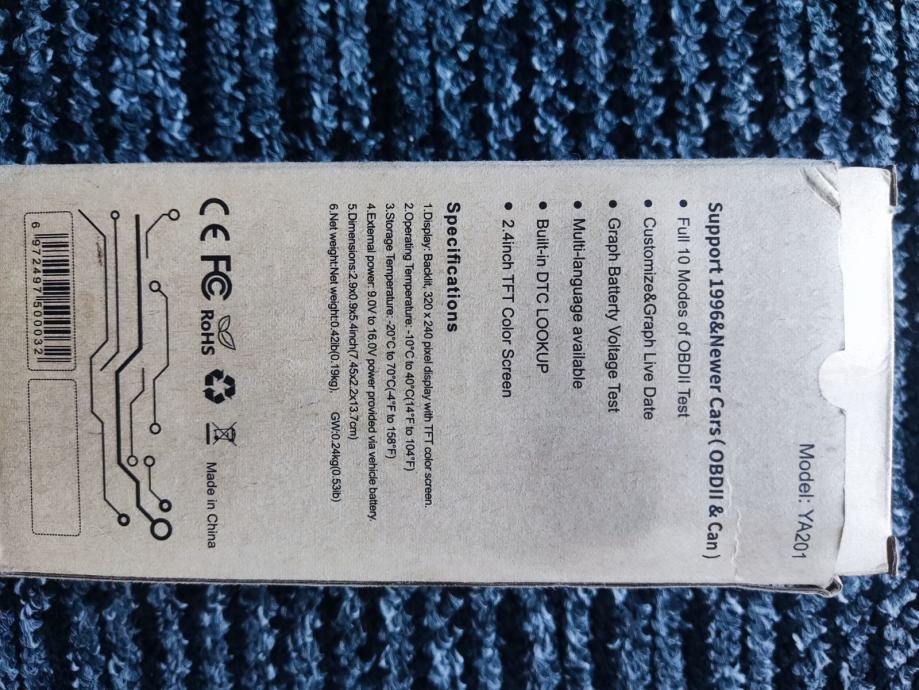 Model: YA201
Support 1996&Newer Cars ( OBDII & Can )
• Full 10 Modes of OBDII Test
• Customize&Graph Live Date
• Graph Batterty Voltage Test
• Multi-language available
• Built-in DTC LOOKUP
• 2.4inch TFT Color Screen
Specifications
1.Display: Backlit, 320 x 240 pixel display with TFT color screen.
2.Operating Temperature: -10°C to 40°C(14°F to 104°F)
3.Storage Temperature: -20°C to 70°C(-4°F to 158°F)
4.External power: 9.0V to 16.0V power provided via vehicle battery.
5.Dimensions:2.9x0.9x5.4inch(7.45x2.2x13.7cm)
6.Net weight:Net weight:0.42lb(0.19kg), GW:0.24kg(0.53lb)
CE FC RoHS Made in China
6 972497 500032